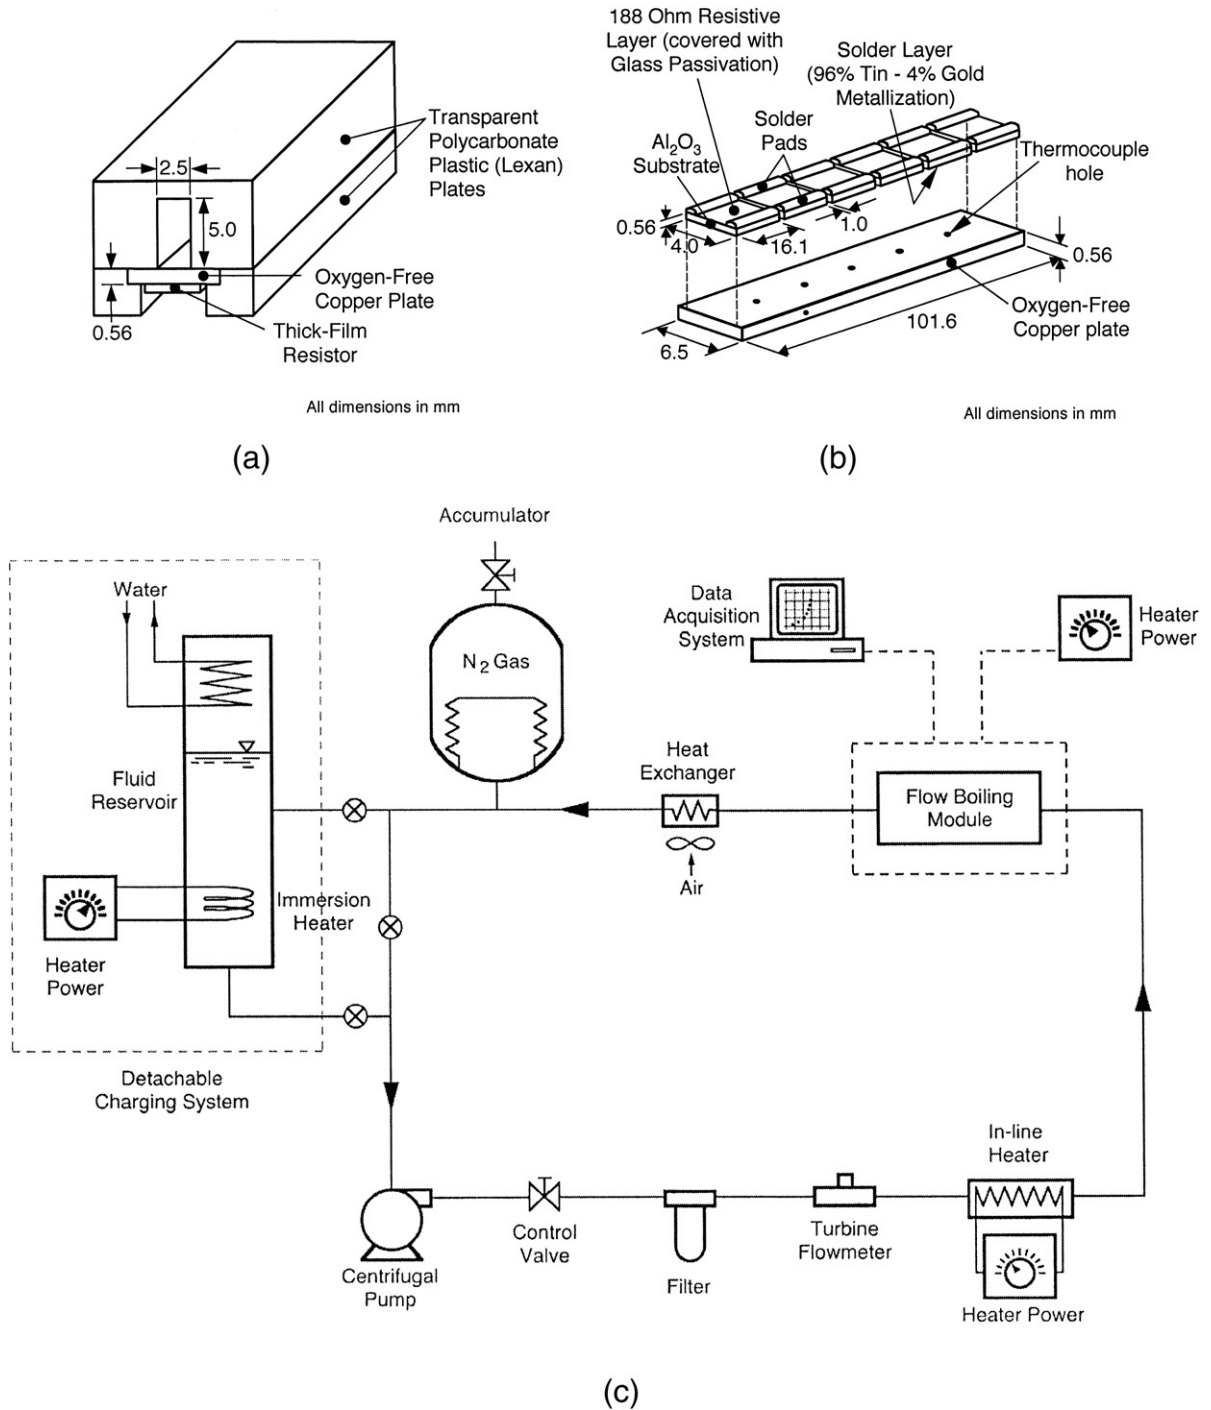 2.5
5.0
0.56
Transparent
Polycarbonate
Plastic (Lexan)
Plates
Oxygen-Free
Copper Plate
Thick-Film
Resistor
All dimensions in mm
(a)
188 Ohm Resistive
Layer (covered with
Glass Passivation)
Solder Layer
(96% Tin - 4% Gold
Metallization)
Solder
Pads
Al2O3
Substrate
Thermocouple
hole
0.56
4.0
16.1
1.0
0.56
101.6
6.5
Oxygen-Free
Copper plate
All dimensions in mm
(b)
Accumulator
N2 Gas
Water
Fluid
Reservoir
Immersion
Heater
Heater
Power
Detachable
Charging System
Data
Acquisition
System
Heater
Power
Heat
Exchanger
Air
Flow Boiling
Module
In-line
Heater
Heater Power
Turbine
Flowmeter
Filter
Control
Valve
Centrifugal
Pump
(c)